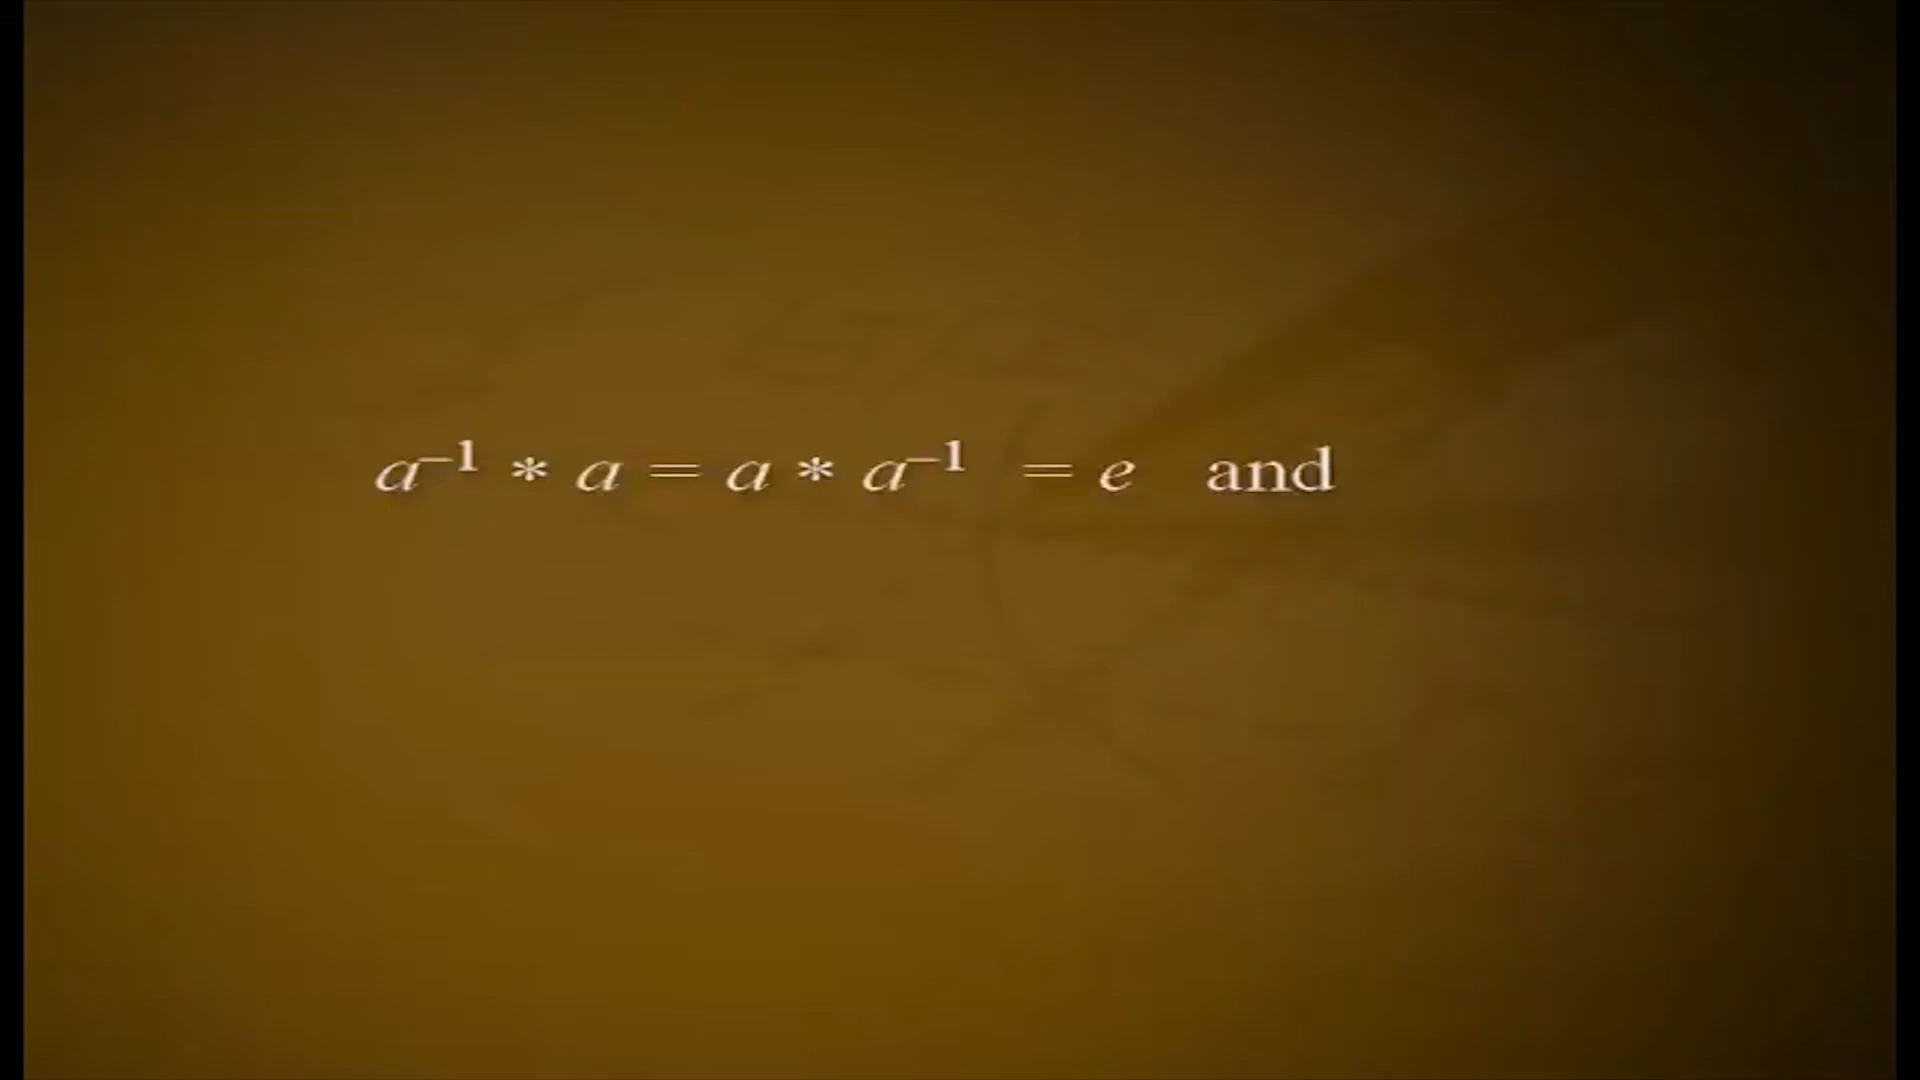 a⁻¹ * a = a * a⁻¹ = e and